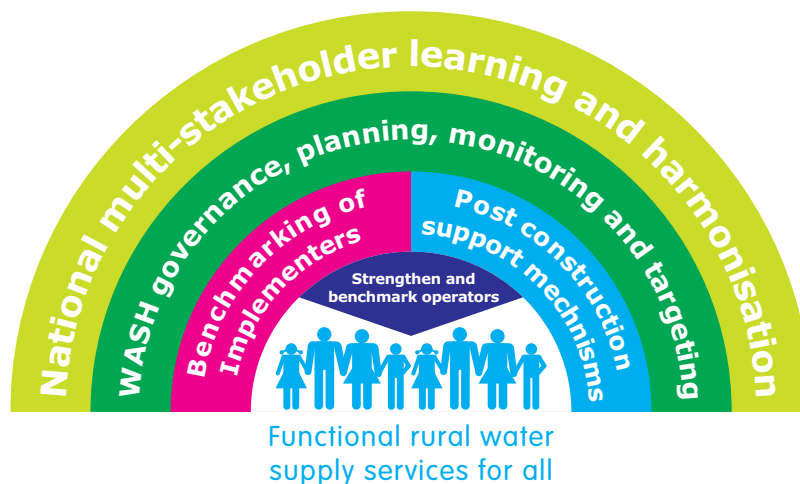 National multi-stakeholder learning and harmonisation
WASH governance, planning, monitoring and targeting
Benchmarking of
Implementers
Post construction
support mechnisms
Strengthen and
benchmark operators
Functional rural water
supply services for all